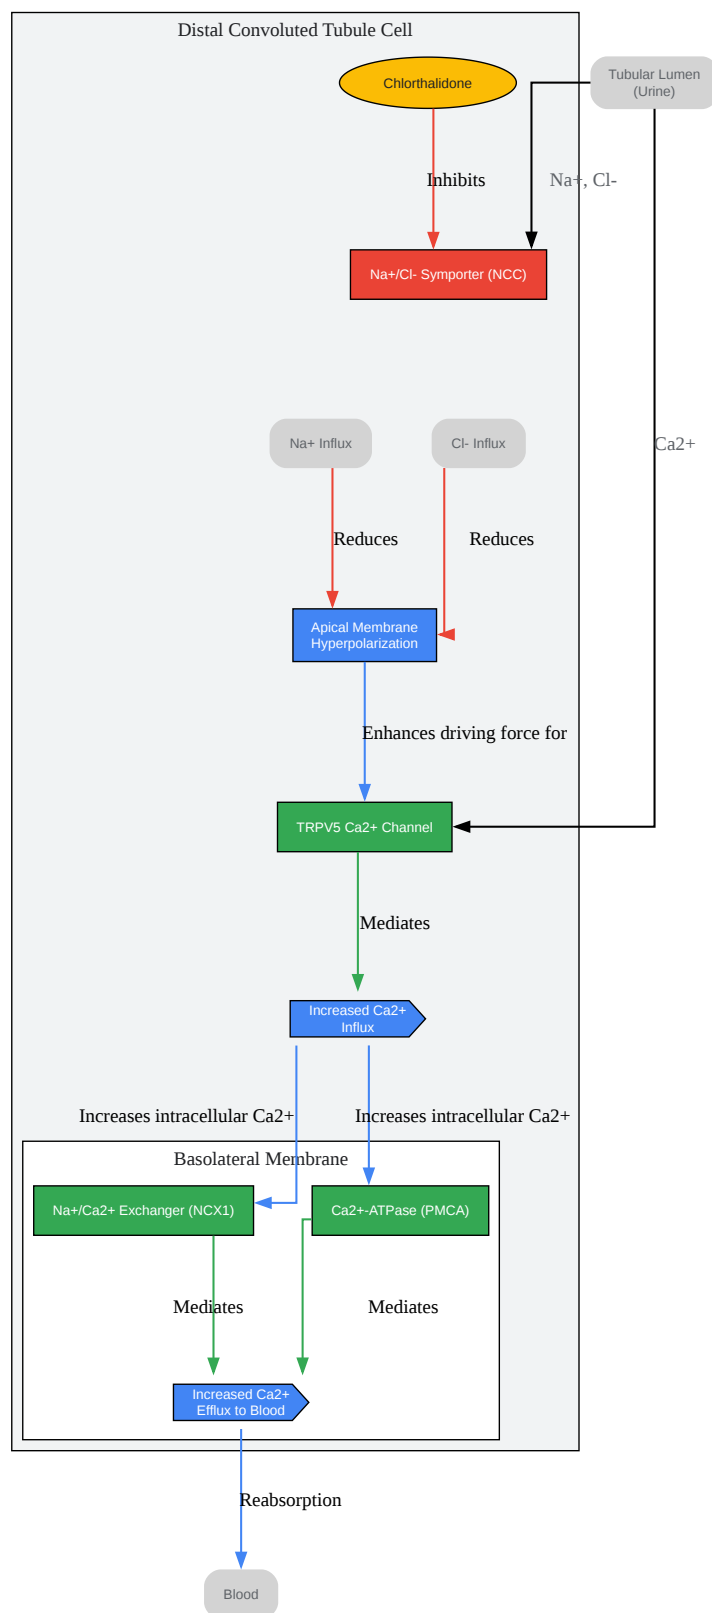 Distal Convoluted Tubule Cell
Chlorthalidone
Tubular Lumen
(Urine)
Inhibits
Na+, Cl-
Na+/Cl- Symporter (NCC)
Na+ Influx
Cl- Influx
Ca2+
Reduces
Reduces
Apical Membrane
Hyperpolarization
Enhances driving force for
TRPV5 Ca2+ Channel
Mediates
Increased Ca2+
Influx
Increases intracellular Ca2+
Increases intracellular Ca2+
Basolateral Membrane
Na+/Ca2+ Exchanger (NCX1)
Ca2+-ATPase (PMCA)
Mediates
Mediates
Increased Ca2+
Efflux to Blood
Reabsorption
Blood